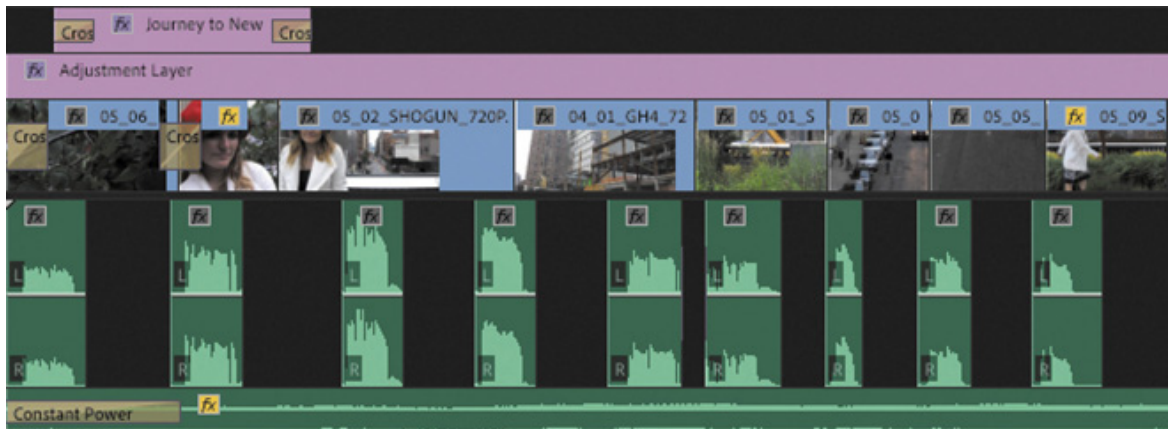 Cros fx Journey to New Cros
fx Adjustment Layer
fx 05_06_ fx fx 05_02_SHOGUN_720P. fx 04_01_GH4_72 fx 05_01_S fx 05_0 fx 05_05_ fx 05_09_S
Cros Cros
fx fx fx fx fx fx fx fx fx
L L L L L L L L L
R R R R R R R R R
fx
Constant Power